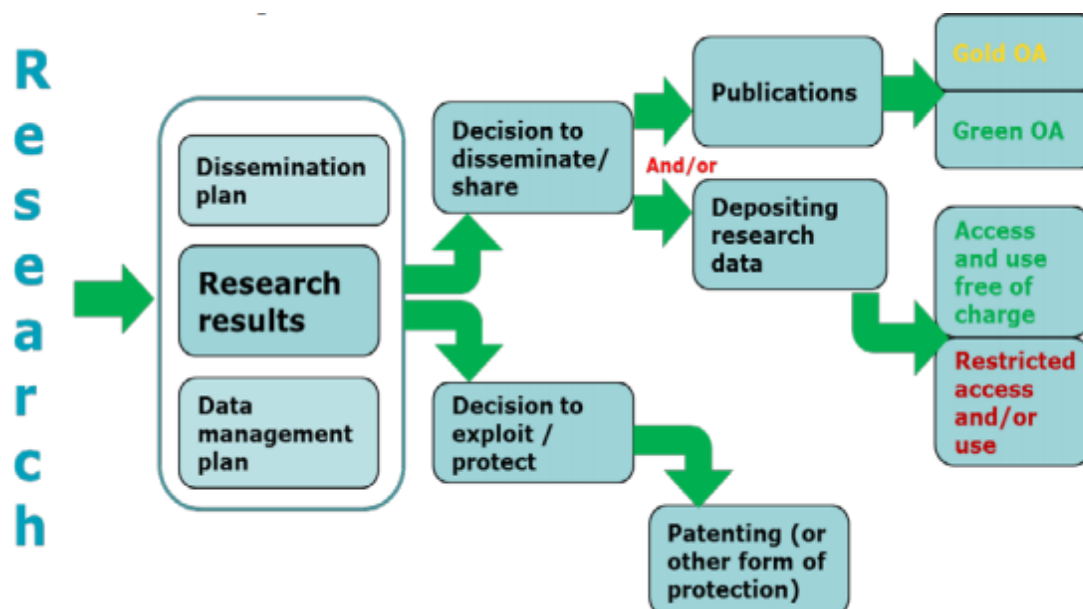 Research
Dissemination
plan
Research
results
Data
management
plan
Decision to
disseminate/
share
And/or
Decision to
exploit /
protect
Publications
Depositing
research
data
Patenting (or
other form of
protection)
Gold OA
Green OA
Access
and use
free of
charge
Restricted
access
and/or
use